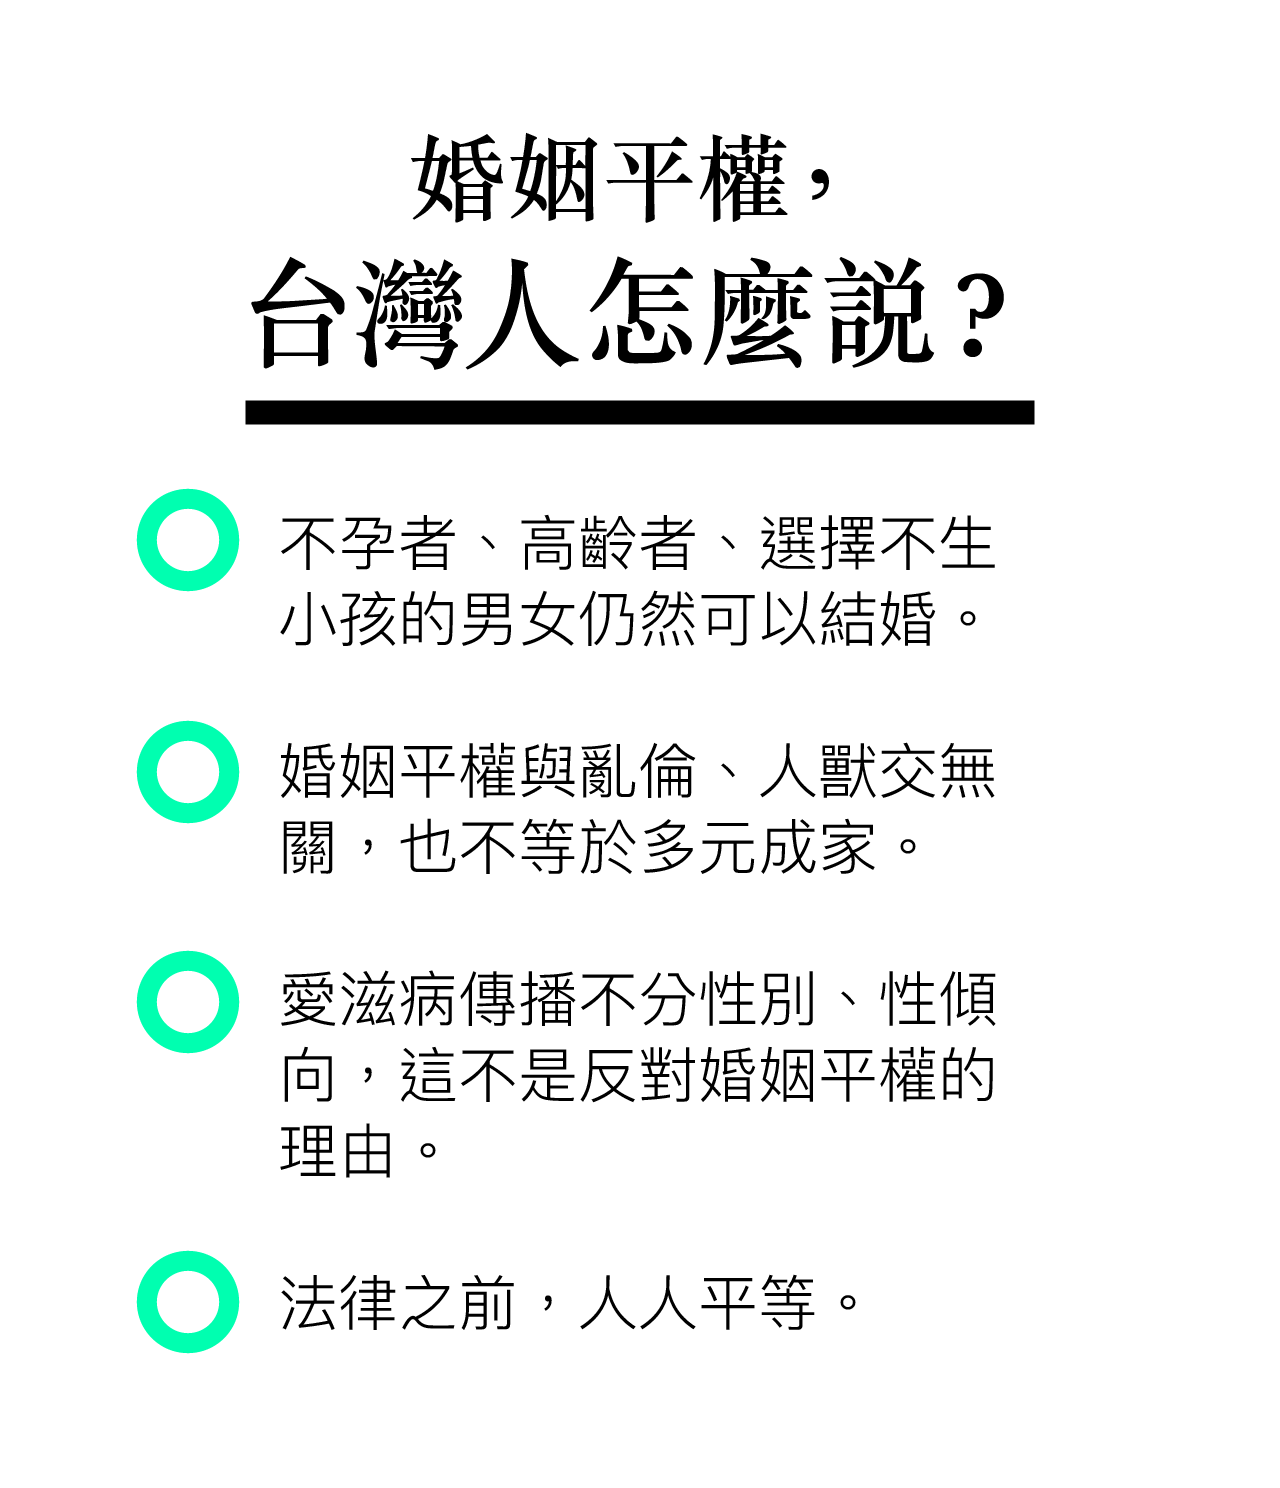 婚姻平權，
台灣人怎麼説？
不孕者、高齡者、選擇不生
小孩的男女仍然可以結婚。
婚姻平權與亂倫、人獸交無
關，也不等於多元成家。
愛滋病傳播不分性別、性傾
向，這不是反對婚姻平權的
理由。
法律之前，人人平等。